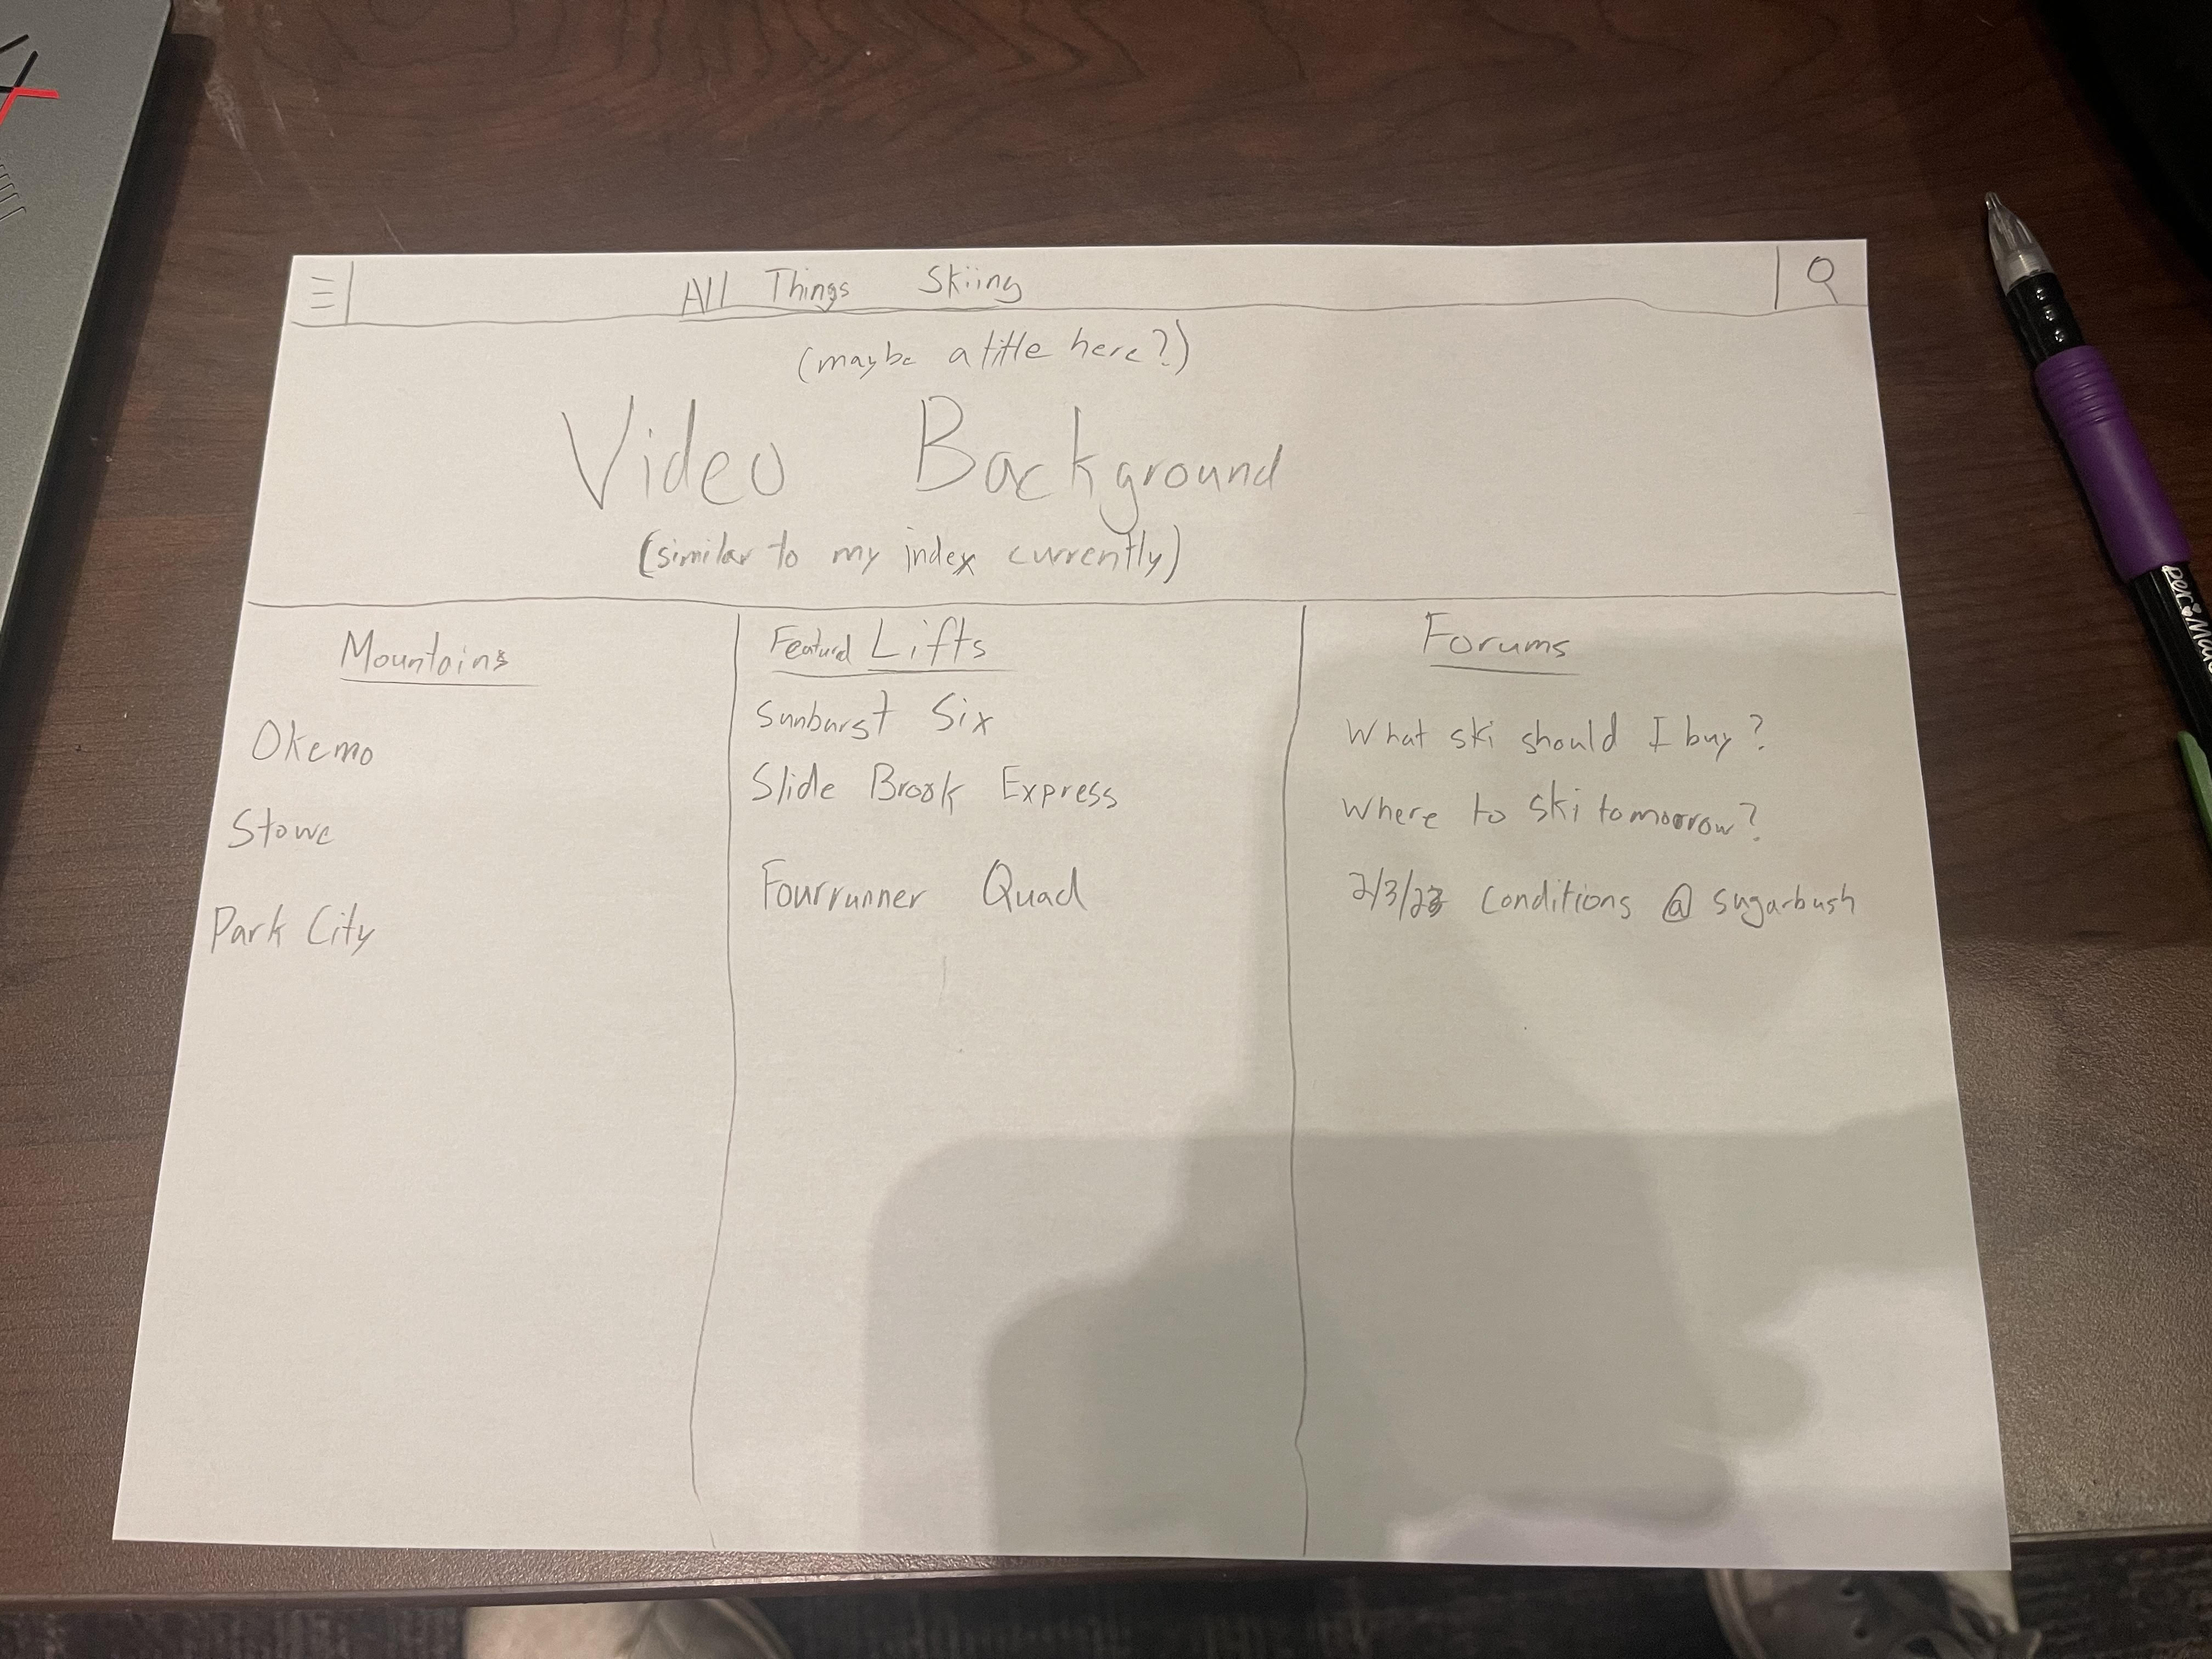 All Things Skiing
(maybe a title here?)
Video Background
(similar to my index currently)
Mountains
Okemo
Stowe
Park City
Featured Lifts
Sunburst Six
Slide Brook Express
Fourrunner Quad
Forums
What ski should I buy?
Where to ski tomorrow?
2/3/23 Conditions @ sugarbush